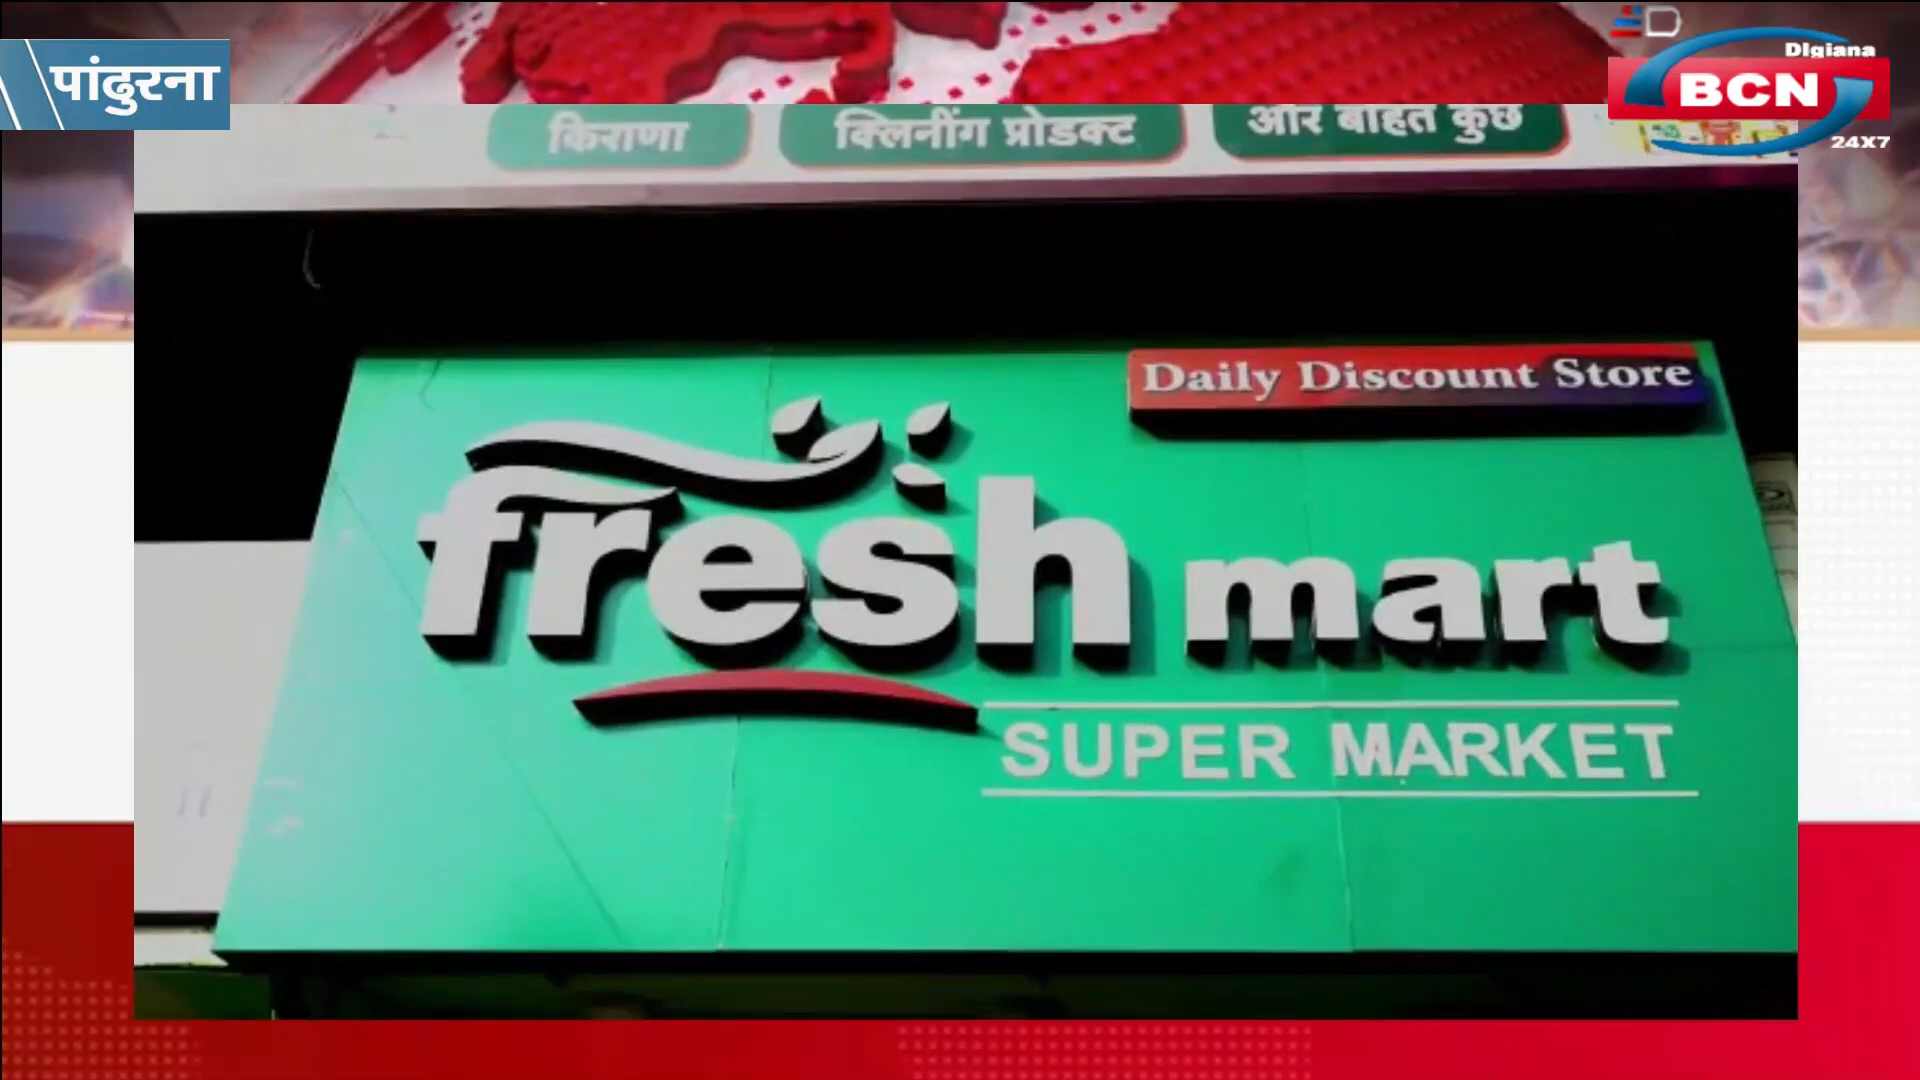 पांढुरना
DIgiana
BCN
24X7
किराणा
क्लिनींग प्रोडक्ट
और बोहत कुछ
Daily Discount Store
fresh mart
SUPER MARKET